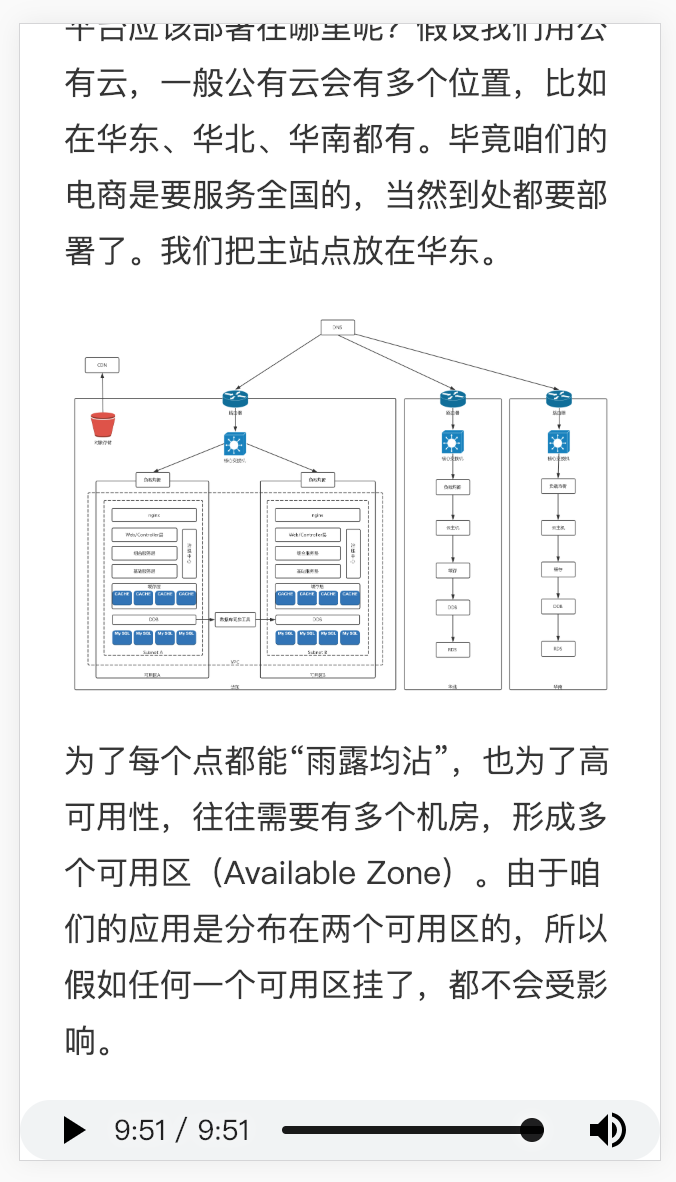 平台应该部署在哪里呢？假设我们用公
有云，一般公有云会有多个位置，比如
在华东、华北、华南都有。毕竟咱们的
电商是要服务全国的，当然到处都要部
署了。我们把主站点放在华东。
DNS
CDN
路由器
路由器
路由器
对象存储
核心交换机
核心交换机
核心交换机
负载均衡
负载均衡
负载均衡
负载均衡
nginx
nginx
云主机
云主机
Web/Controller层
Web/Controller层
注册中心
注册中心
组合服务层
组合服务层
基础服务层
基础服务层
缓存
缓存
缓存层
缓存层
CACHE CACHE CACHE CACHE
CACHE CACHE CACHE CACHE
DDB
DDB
DDB
DDB
数据库同步工具
My SQL My SQL My SQL My SQL
My SQL My SQL My SQL My SQL
RDS
RDS
Subnet A
Subnet B
VPC
可用区A
可用区B
华北
华南
为了每个点都能“雨露均沾”，也为了高
可用性，往往需要有多个机房，形成多
个可用区（Available Zone）。由于咱
们的应用是分布在两个可用区的，所以
假如任何一个可用区挂了，都不会受影
响。
9:51 / 9:51